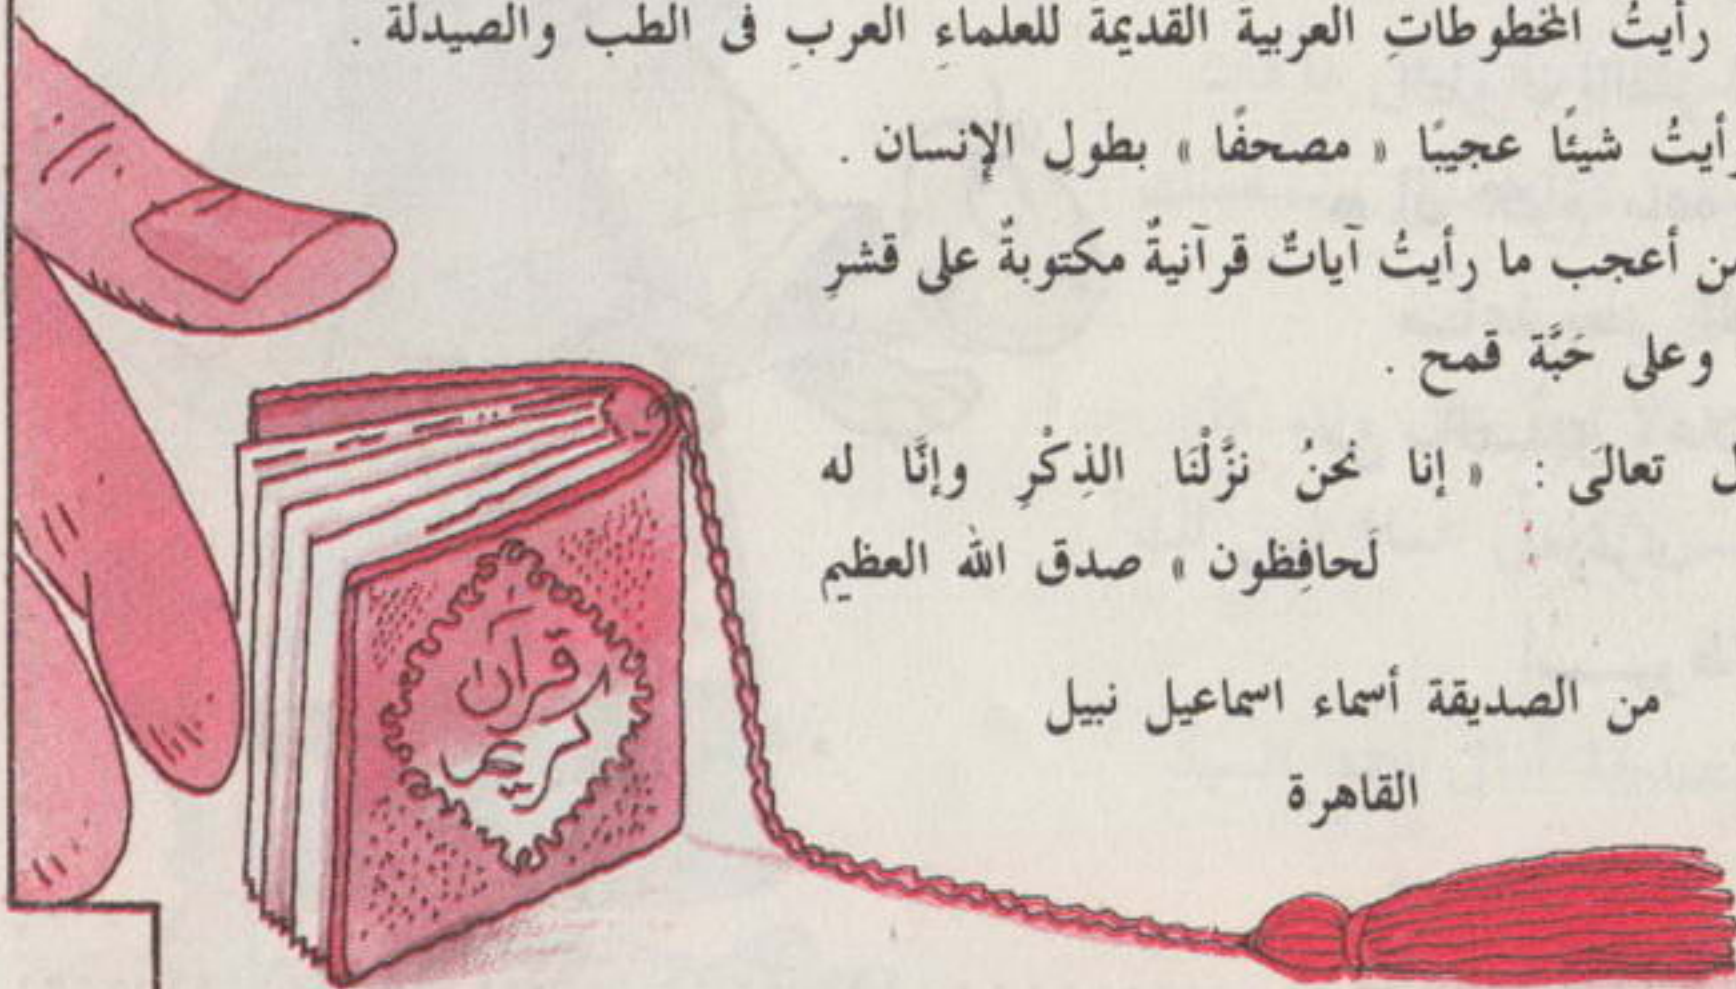 رأيتُ المخطوطاتِ العربية القديمة للعلماءِ العربِ فى الطب والصيدلة .
أيتُ شيئًا عجيبًا « مصحفًا » بطولِ الإنسان .
ن أعجب ما رأيتُ آياتٌ قرآنيةٌ مكتوبةٌ على قشرِ
وعلى حَبَّة قمح .
ل تعالَى : « إنا نحنُ نزَّلْنَا الذِكْرِ وإنَّا له
لَحافِظون » صدق الله العظيم
من الصديقة أسماء اسماعيل نبيل
القاهرة
قرآن
كريم